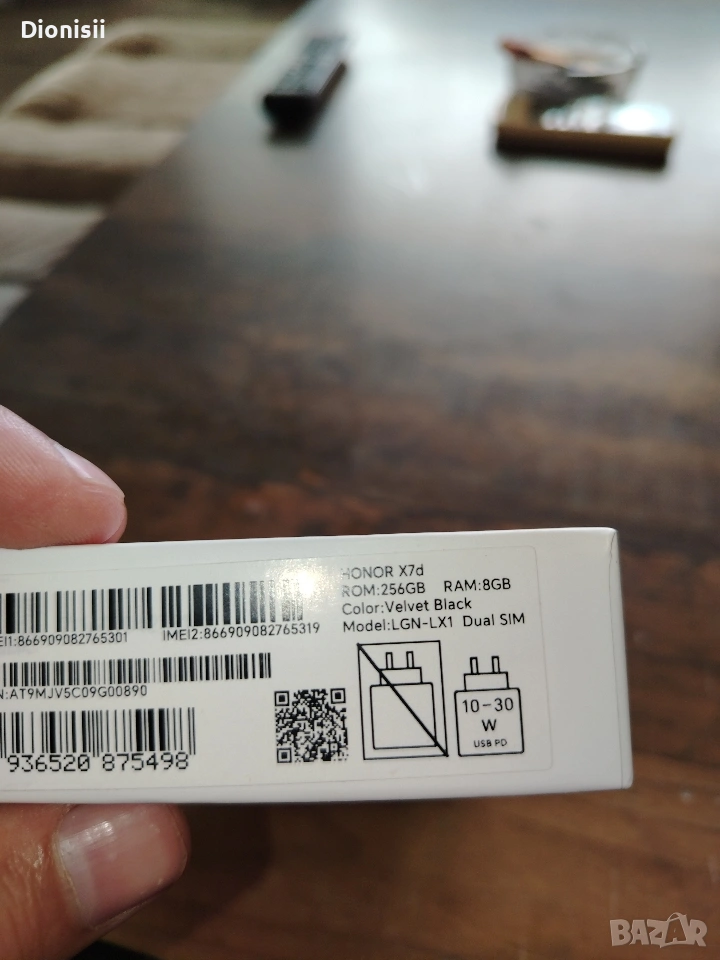 Dionisii
HONOR X7d
ROM:256GB RAM:8GB
Color:Velvet Black
Model:LGN-LX1 Dual SIM
EI1:866909082765301
IMEI2:866909082765319
N:AT9MJV5C09G00890
936520 875498
10-30
W
USB PD
BAZAR